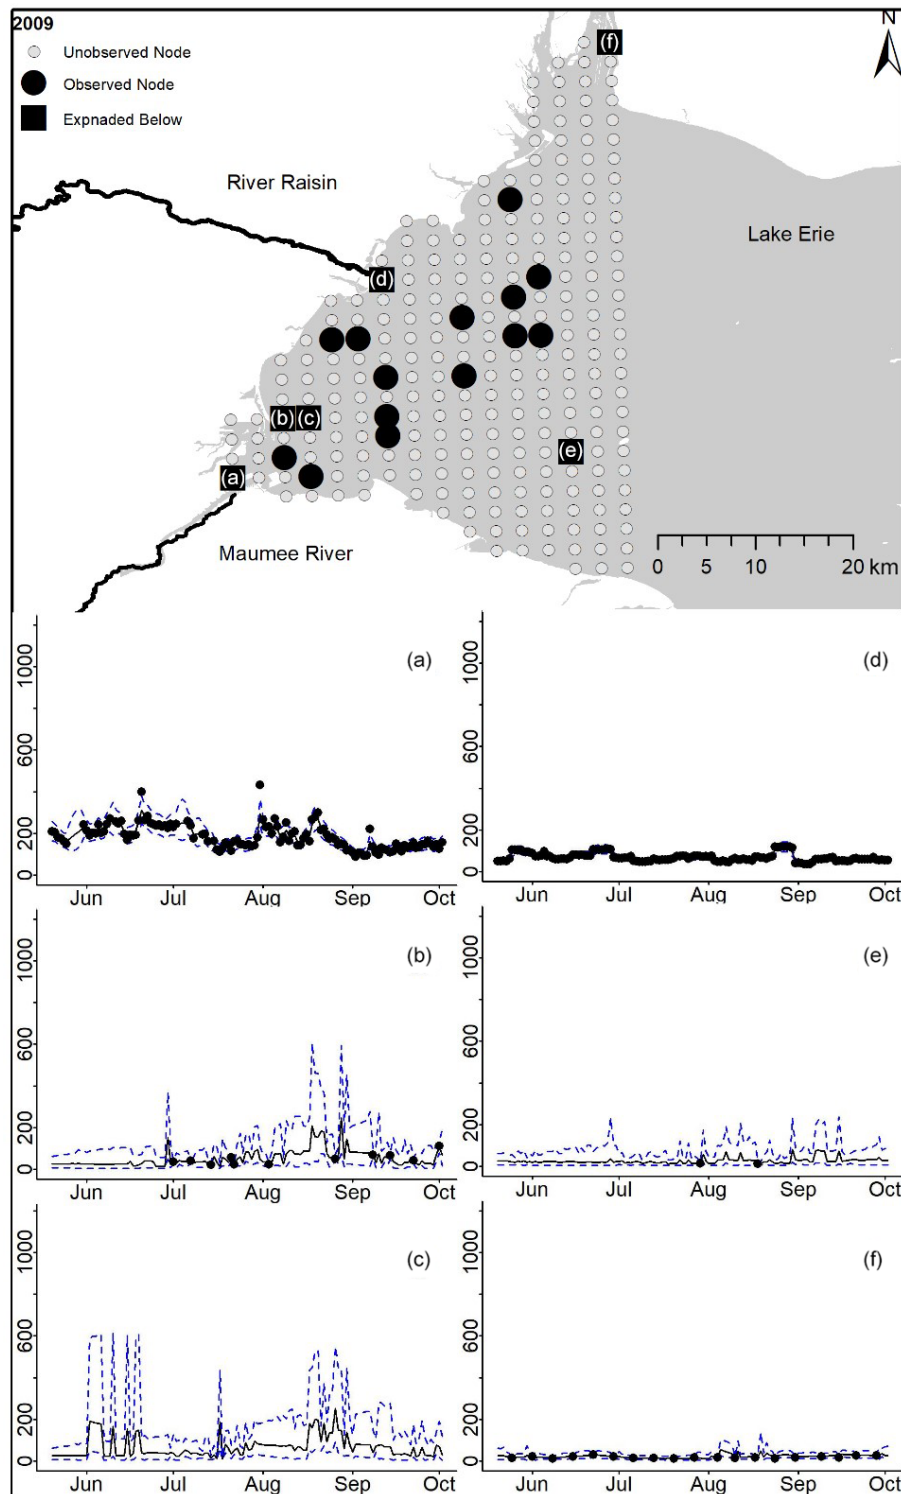 2009
N
(f)
Unobserved Node
Observed Node
Expnaded Below
River Raisin
Lake Erie
(d)
(b) (c)
(e)
(a)
Maumee River
0 5 10 20 km
(a)
1000
600
200
0
Jun Jul Aug Sep Oct
(d)
1000
600
200
0
Jun Jul Aug Sep Oct
(b)
1000
600
200
0
Jun Jul Aug Sep Oct
(e)
1000
600
200
0
Jun Jul Aug Sep Oct
(c)
1000
600
200
0
Jun Jul Aug Sep Oct
(f)
1000
600
200
0
Jun Jul Aug Sep Oct